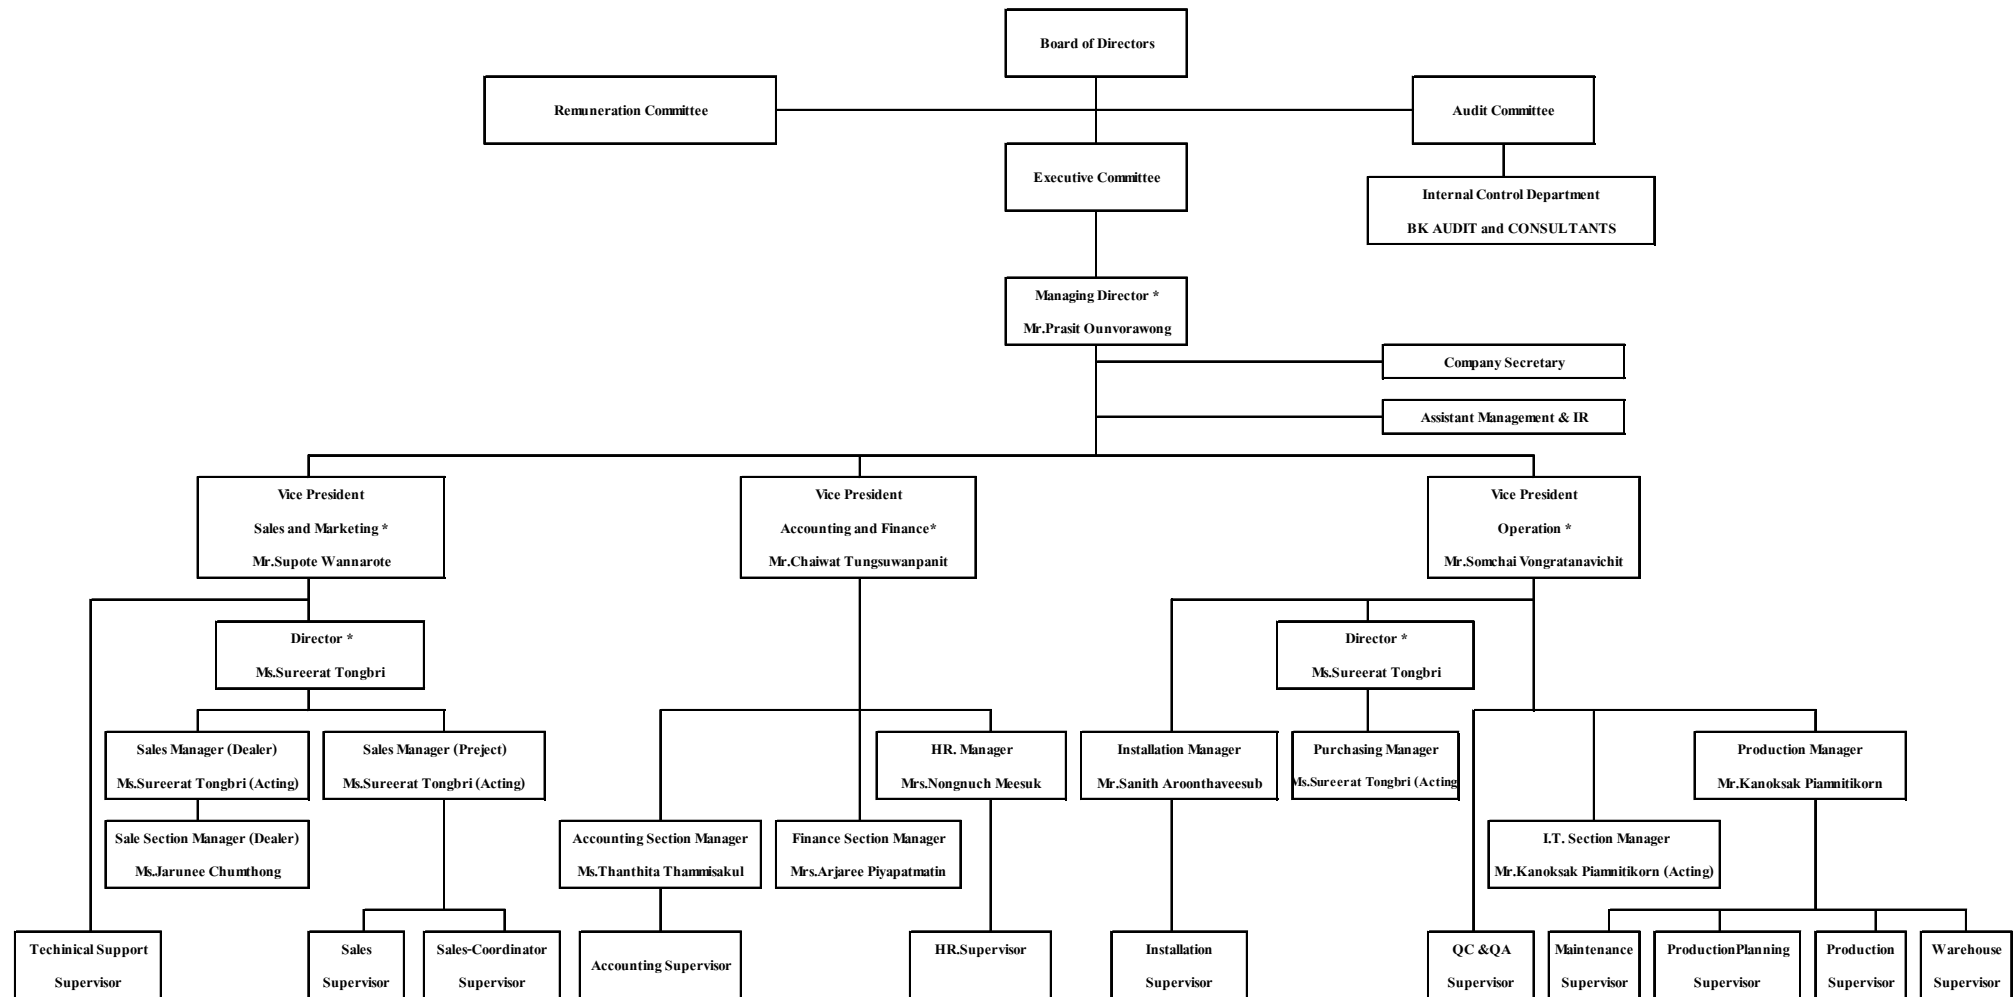 Board of Directors
Remuneration Committee
Audit Committee
Executive Committee
Internal Control Department
BK AUDIT and CONSULTANTS
Managing Director *
Mr.Prasit Ounvorawong
Company Secretary
Assistant Management & IR
Vice President
Sales and Marketing *
Mr.Supote Wannarote
Vice President
Accounting and Finance*
Mr.Chaiwat Tungsuwanpanit
Vice President
Operation *
Mr.Somchai Vongratanavichit
Director *
Ms.Sureerat Tongbri
Director *
Ms.Sureerat Tongbri
Sales Manager (Dealer)
Ms.Sureerat Tongbri (Acting)
Sales Manager (Preject)
Ms.Sureerat Tongbri (Acting)
HR. Manager
Mrs.Nongnuch Meesuk
Installation Manager
Mr.Sanith Aroonthaveesub
Purchasing Manager
Ms.Sureerat Tongbri (Acting
Production Manager
Mr.Kanoksak Piamnitikorn
Sale Section Manager (Dealer)
Ms.Jarunee Chumthong
Accounting Section Manager
Ms.Thanthita Thammisakul
Finance Section Manager
Mrs.Arjaree Piyapatmatin
I.T. Section Manager
Mr.Kanoksak Piamnitikorn (Acting)
Techinical Support
Supervisor
Sales
Supervisor
Sales-Coordinator
Supervisor
Accounting Supervisor
HR.Supervisor
Installation
Supervisor
QC &QA
Supervisor
Maintenance
Supervisor
ProductionPlanning
Supervisor
Production
Supervisor
Warehouse
Supervisor